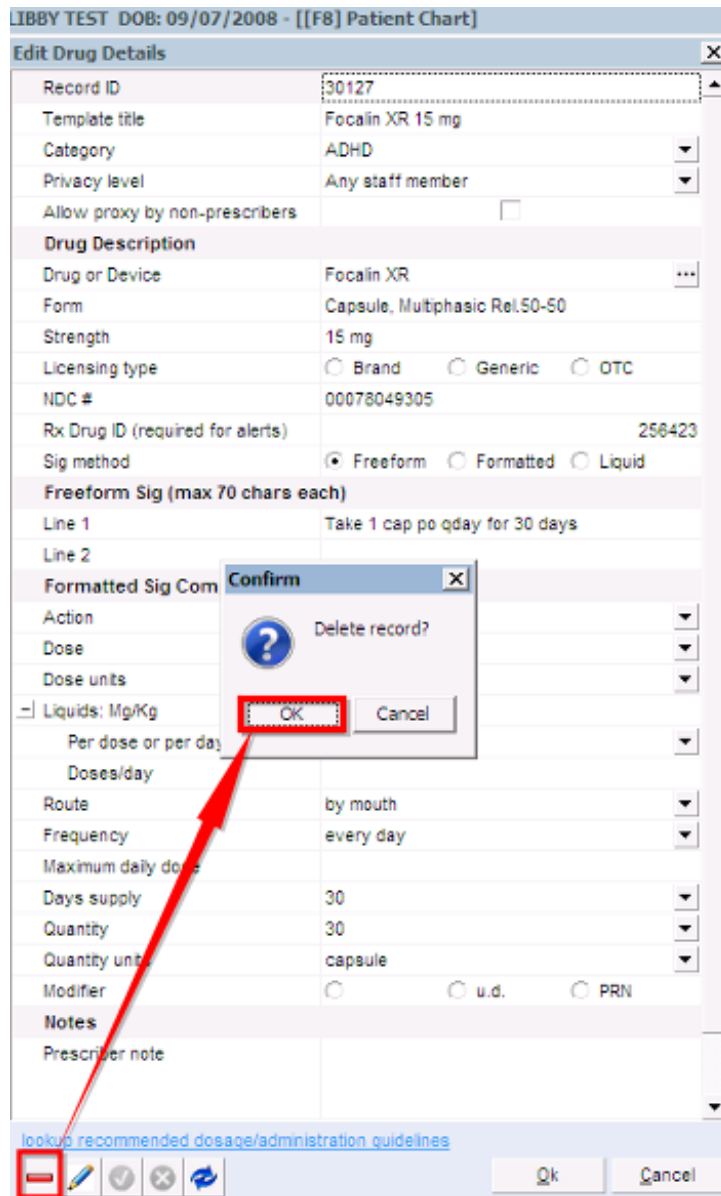 LIBBY TEST DOB: 09/07/2008 - [[F8] Patient Chart]
Edit Drug Details
Record ID 30127
Template title Focalin XR 15 mg
Category ADHD
Privacy level Any staff member
Allow proxy by non-prescribers
Drug Description
Drug or Device Focalin XR ...
Form Capsule, Multiphasic Rel.50-50
Strength 15 mg
Licensing type Brand Generic OTC
NDC # 00078049305
Rx Drug ID (required for alerts) 256423
Sig method Freeform Formatted Liquid
Freeform Sig (max 70 chars each)
Line 1 Take 1 cap po qday for 30 days
Line 2
Formatted Sig Com
Confirm
Delete record?
OK Cancel
Action
Dose
Dose units
Liquids: Mg/Kg
Per dose or per day
Doses/day
Route by mouth
Frequency every day
Maximum daily dose
Days supply 30
Quantity 30
Quantity units capsule
Modifier u.d. PRN
Notes
Prescriber note
lookup recommended dosage/administration guidelines
Ok Cancel